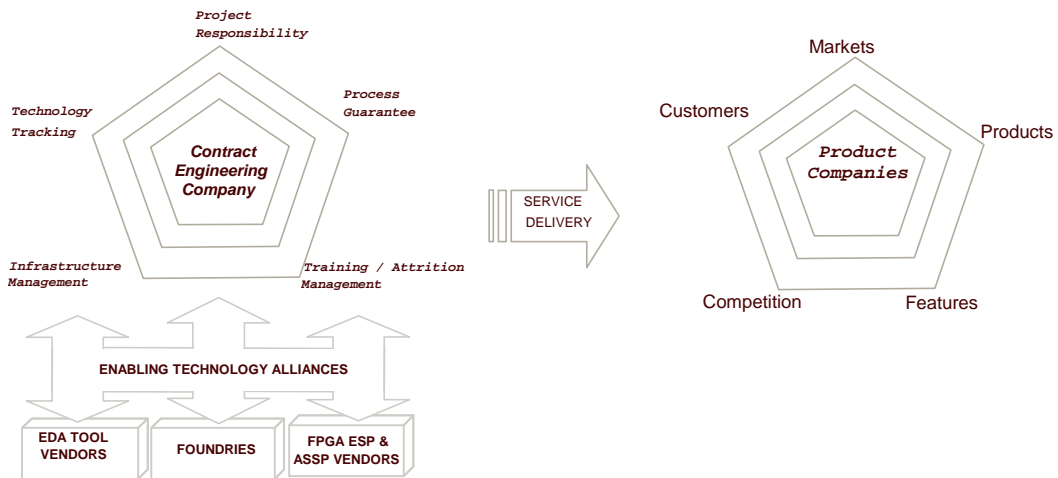 Project
Responsibility
Technology
Tracking
Process
Guarantee
Contract
Engineering
Company
Infrastructure
Management
Training / Attrition
Management
SERVICE
DELIVERY
Markets
Customers
Products
Product
Companies
Competition
Features
ENABLING TECHNOLOGY ALLIANCES
EDA TOOL
VENDORS
FOUNDRIES
FPGA ESP &
ASSP VENDORS